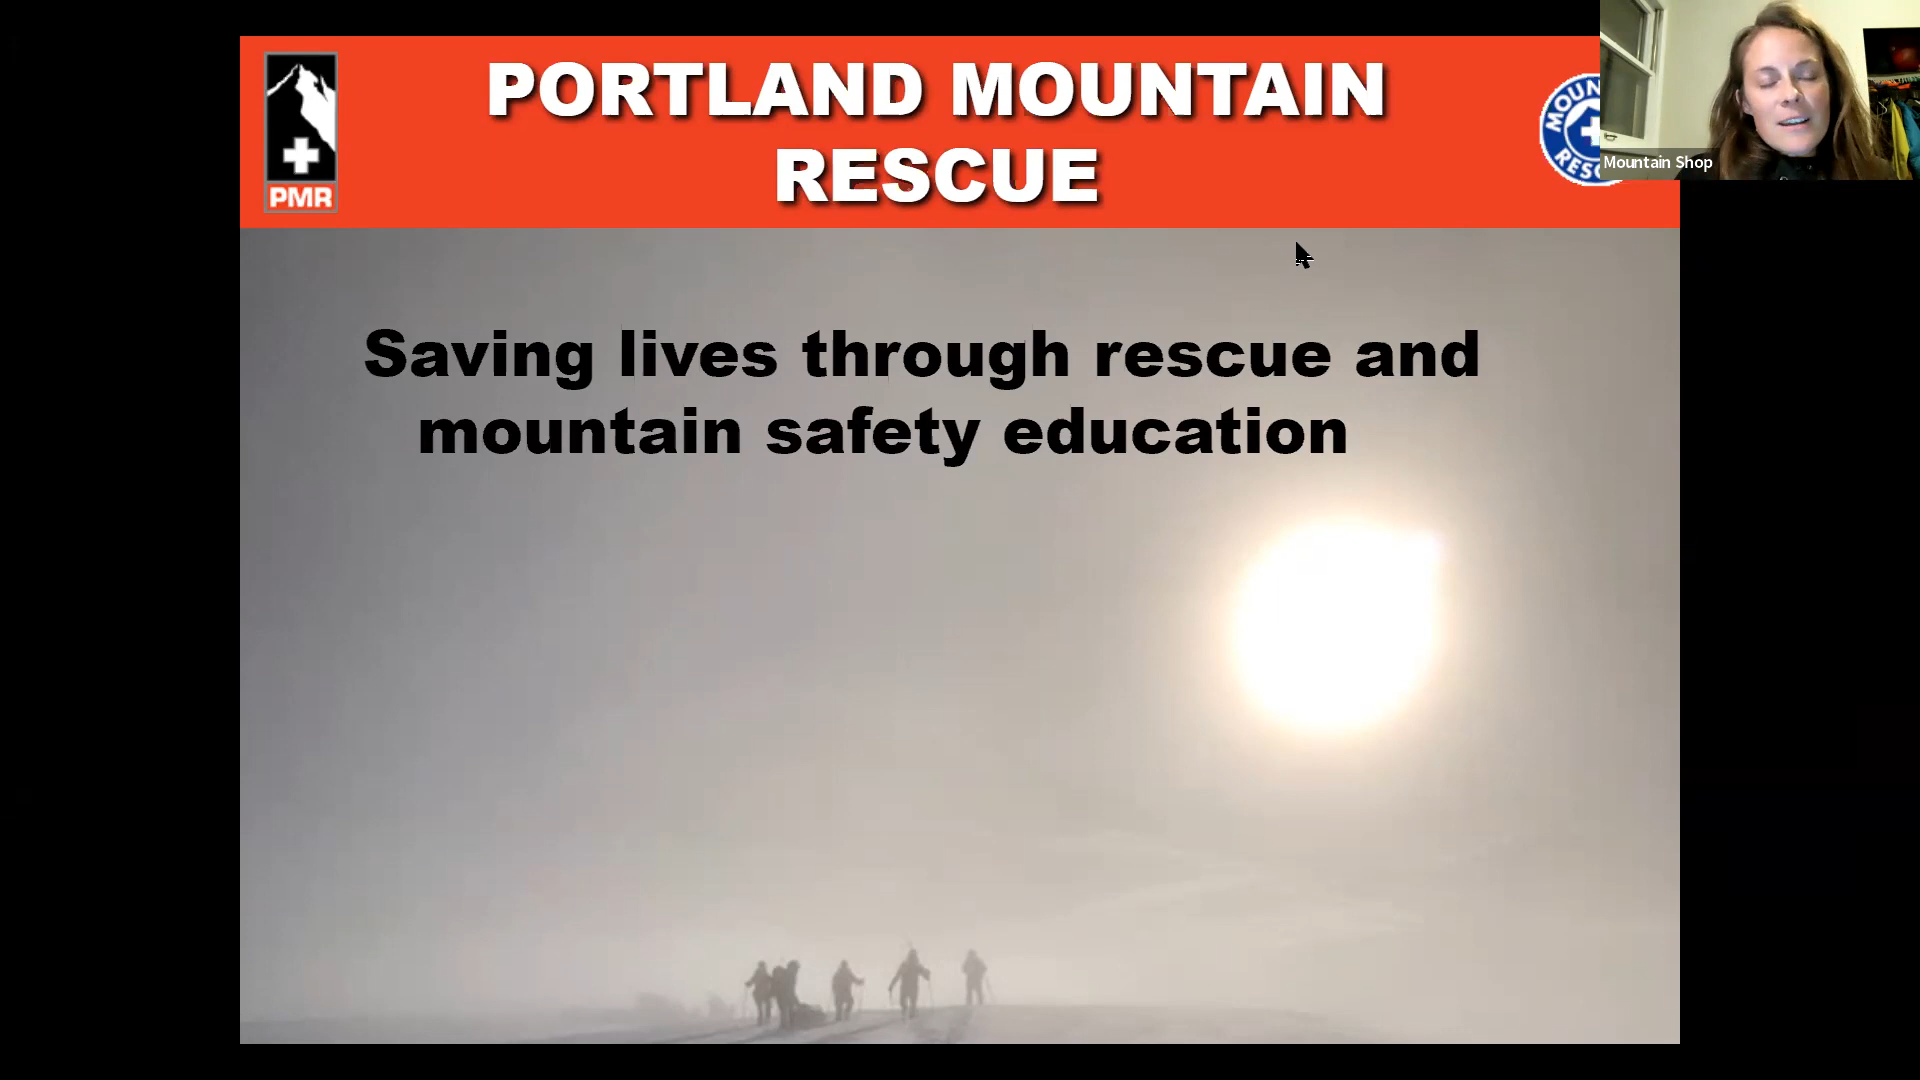 PORTLAND MOUNTAIN
RESCUE
PMR
Mountain Shop
Saving lives through rescue and
mountain safety education